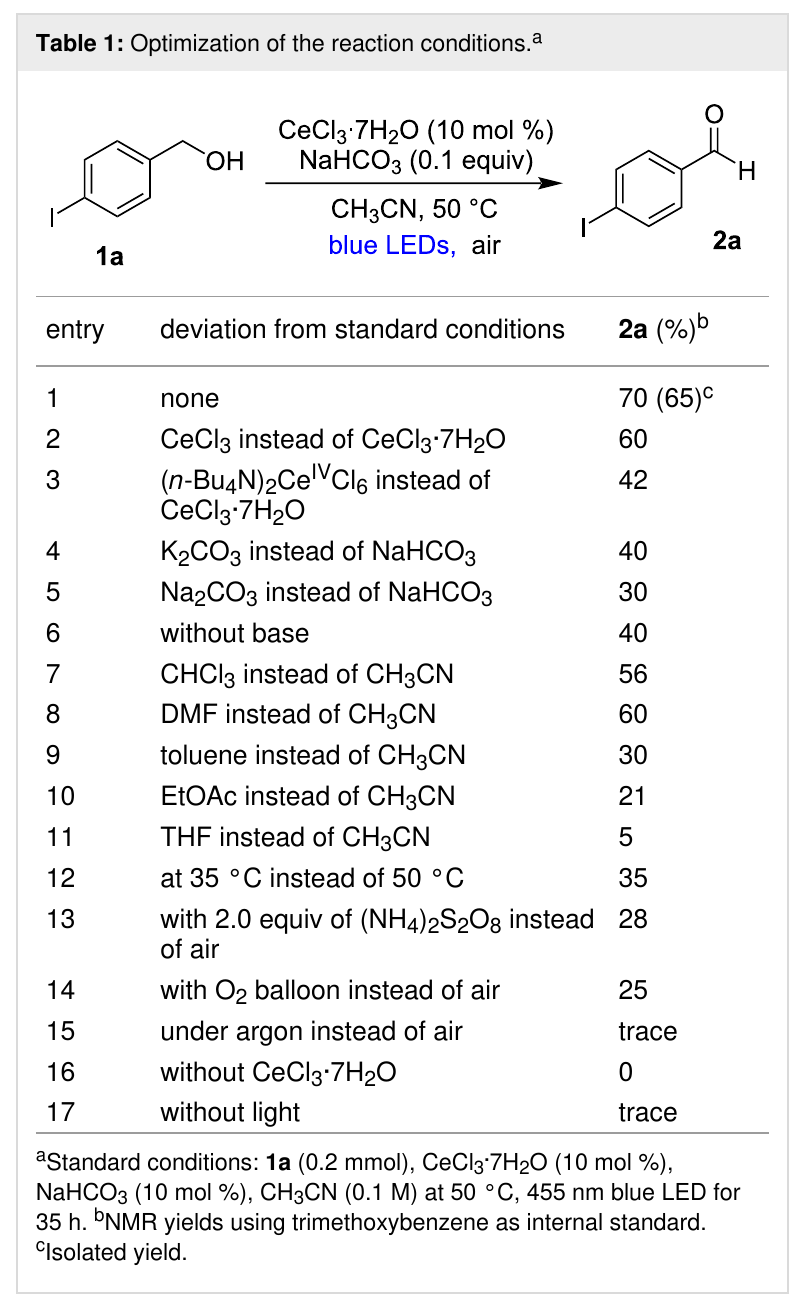 Table 1: Optimization of the reaction conditions.a
OH
I
1a
CeCl3·7H2O (10 mol %)
NaHCO3 (0.1 equiv)
CH3CN, 50 °C
blue LEDs, air
O
H
I
2a
entry deviation from standard conditions 2a (%)b
1 none 70 (65)c
2 CeCl3 instead of CeCl3·7H2O 60
3 (n-Bu4N)2CeIVCl6 instead of 42
CeCl3·7H2O
4 K2CO3 instead of NaHCO3 40
5 Na2CO3 instead of NaHCO3 30
6 without base 40
7 CHCl3 instead of CH3CN 56
8 DMF instead of CH3CN 60
9 toluene instead of CH3CN 30
10 EtOAc instead of CH3CN 21
11 THF instead of CH3CN 5
12 at 35 °C instead of 50 °C 35
13 with 2.0 equiv of (NH4)2S2O8 instead 28
of air
14 with O2 balloon instead of air 25
15 under argon instead of air trace
16 without CeCl3·7H2O 0
17 without light trace
aStandard conditions: 1a (0.2 mmol), CeCl3·7H2O (10 mol %),
NaHCO3 (10 mol %), CH3CN (0.1 M) at 50 °C, 455 nm blue LED for
35 h. bNMR yields using trimethoxybenzene as internal standard.
cIsolated yield.